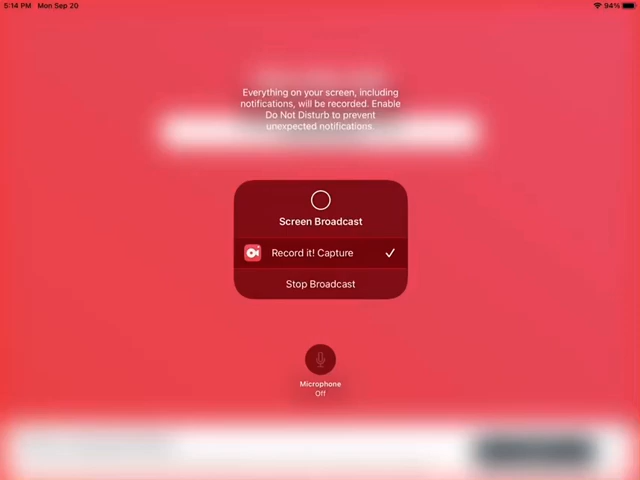 5:14 PM Mon Sep 20 94%
Everything on your screen, including
notifications, will be recorded. Enable
Do Not Disturb to prevent
unexpected notifications.
Screen Broadcast
Record it! Capture
Stop Broadcast
Microphone
Off